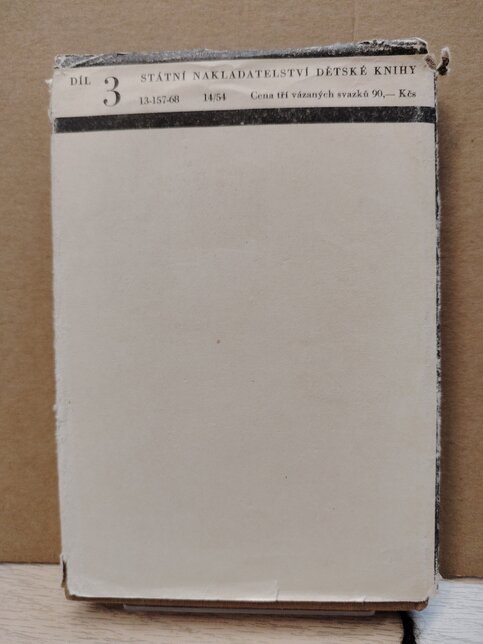 DÍL 3 STÁTNÍ NAKLADATELSTVÍ DĚTSKÉ KNIHY
13-157-68 14/54 Cena tří vázaných svazků 90,— Kčs